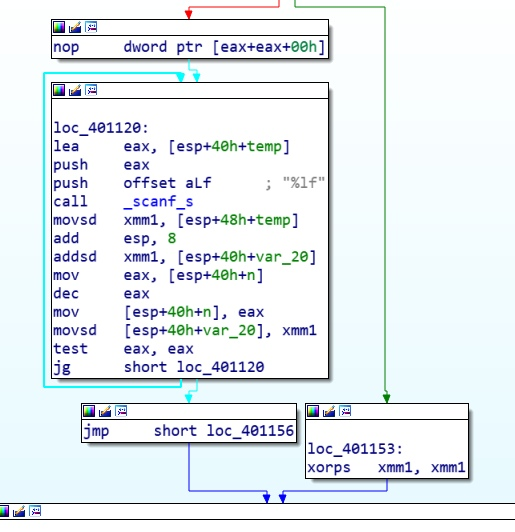 nop     dword ptr [eax+eax+00h]
loc_401120:
lea     eax, [esp+40h+temp]
push    eax
push    offset aLf      ; "%lf"
call    _scanf_s
movsd   xmm1, [esp+48h+temp]
add     esp, 8
addsd   xmm1, [esp+40h+var_20]
mov     eax, [esp+40h+n]
dec     eax
mov     [esp+40h+n], eax
movsd   [esp+40h+var_20], xmm1
test    eax, eax
jg      short loc_401120
jmp     short loc_401156
loc_401153:
xorps   xmm1, xmm1